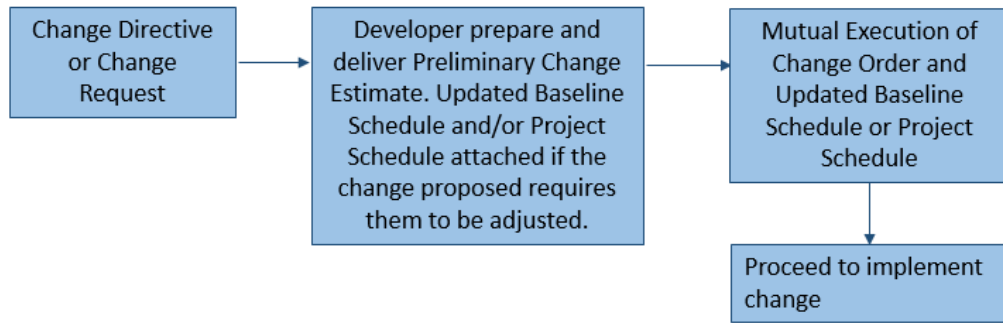 Change Directive
or Change
Request
Developer prepare and
deliver Preliminary Change
Estimate. Updated Baseline
Schedule and/or Project
Schedule attached if the
change proposed requires
them to be adjusted.
Mutual Execution of
Change Order and
Updated Baseline
Schedule or Project
Schedule
Proceed to implement
change